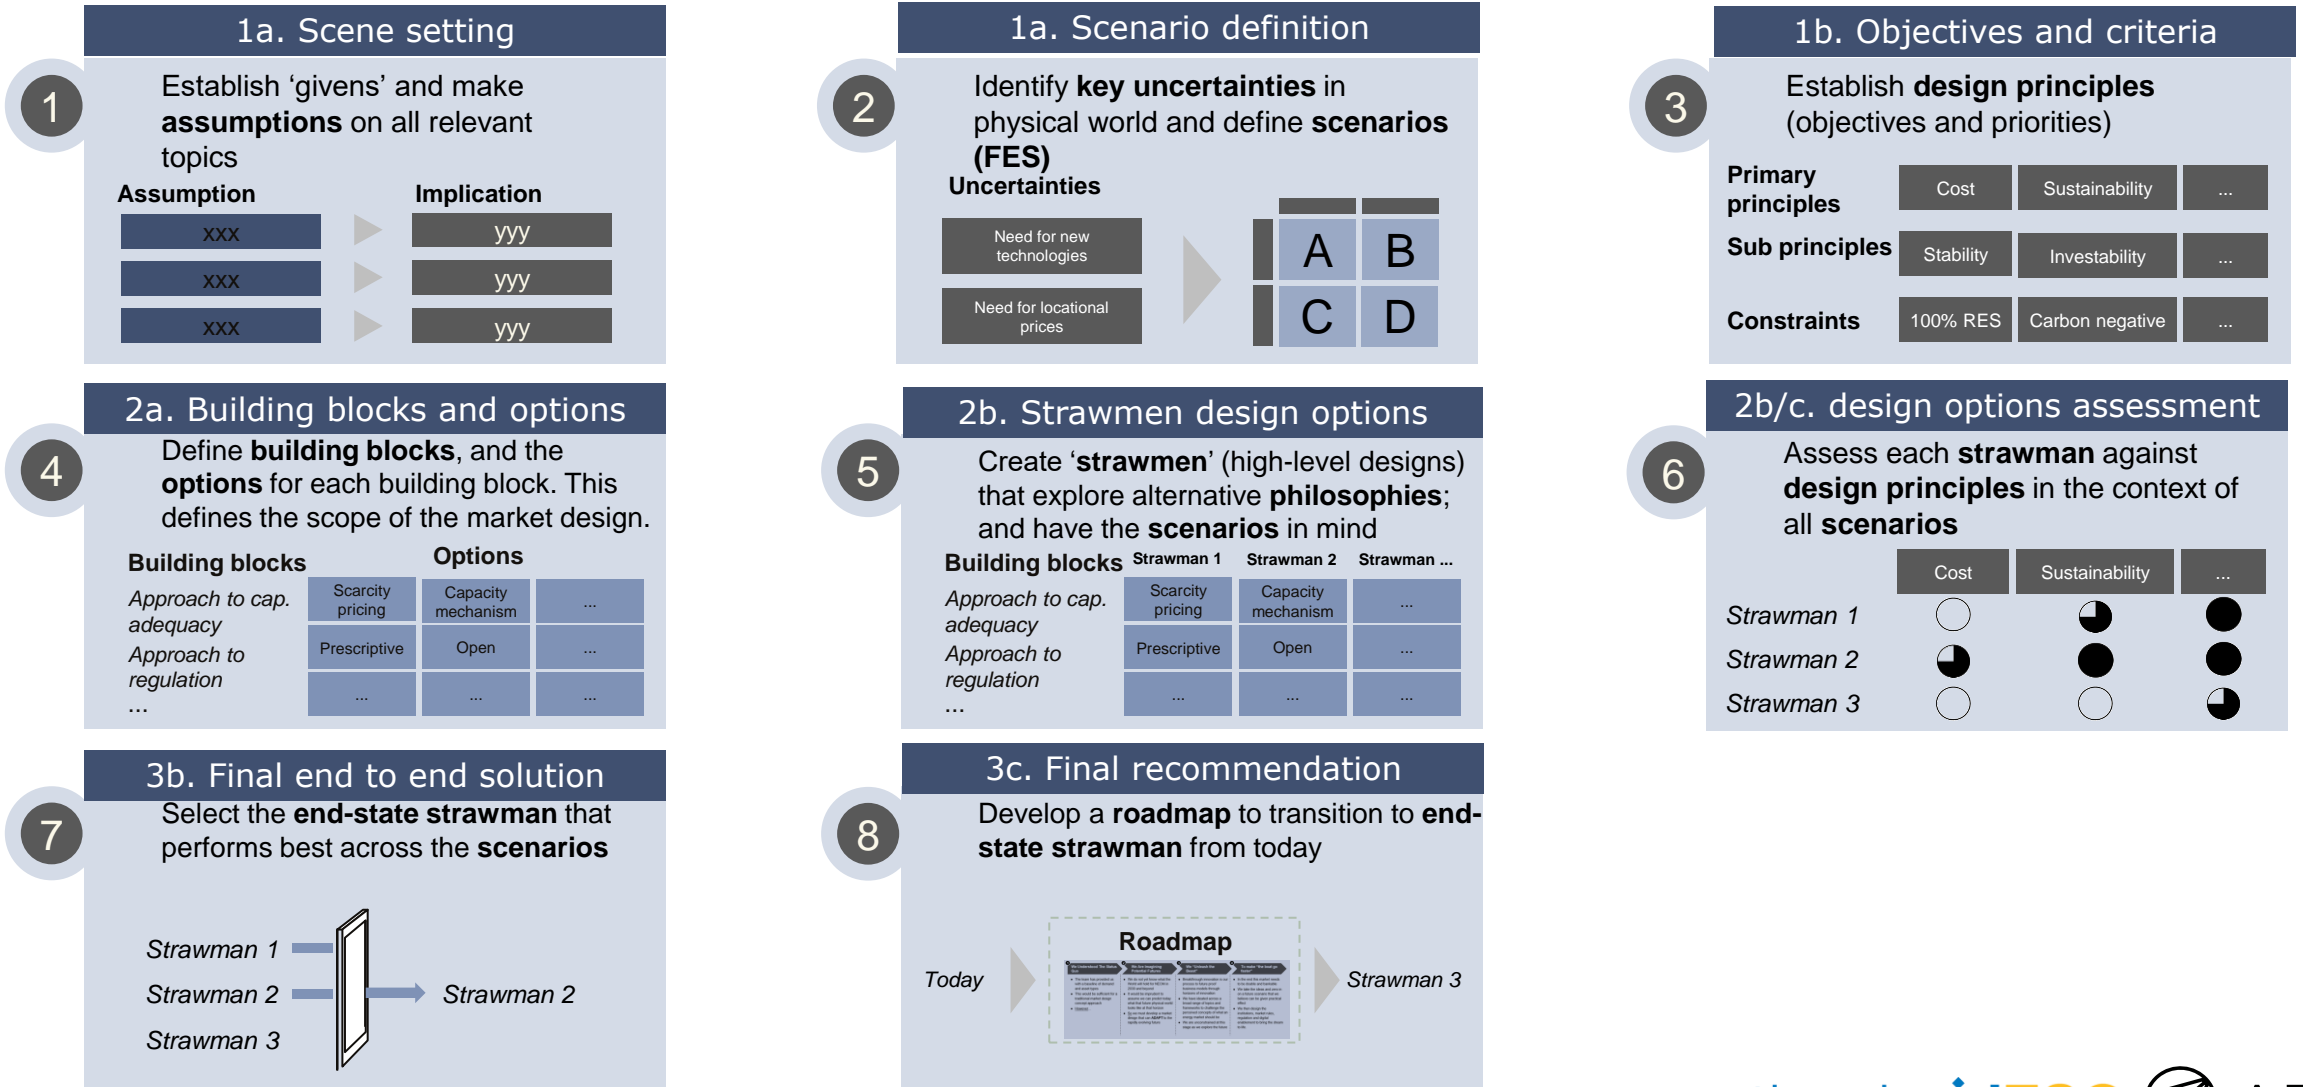 1a. Scene setting
1
Establish ‘givens’ and make
assumptions on all relevant
topics
Assumption Implication
xxx yyy
xxx yyy
xxx yyy
1a. Scenario definition
2
Identify key uncertainties in
physical world and define scenarios
(FES)
Uncertainties
Need for new
technologies
Need for locational
prices
A B
C D
1b. Objectives and criteria
3
Establish design principles
(objectives and priorities)
Primary
principles
Cost Sustainability ...
Sub principles
Stability Investability ...
Constraints 100% RES Carbon negative ...
2a. Building blocks and options
4
Define building blocks, and the
options for each building block. This
defines the scope of the market design.
Building blocks Options
Approach to cap.
adequacy
Scarcity
pricing
Capacity
mechanism
...
Approach to
regulation
Prescriptive Open ...
... ... ... ...
2b. Strawmen design options
5
Create ‘strawmen’ (high-level designs)
that explore alternative philosophies;
and have the scenarios in mind
Building blocks Strawman 1 Strawman 2 Strawman ...
Approach to cap.
adequacy
Scarcity
pricing
Capacity
mechanism
...
Approach to
regulation
Prescriptive Open ...
... ... ... ...
2b/c. design options assessment
6
Assess each strawman against
design principles in the context of
all scenarios
Cost Sustainability ...
Strawman 1
Strawman 2
Strawman 3
3b. Final end to end solution
7
Select the end-state strawman that
performs best across the scenarios
Strawman 1
Strawman 2 Strawman 2
Strawman 3
3c. Final recommendation
8
Develop a roadmap to transition to end-
state strawman from today
Roadmap
Today Strawman 3